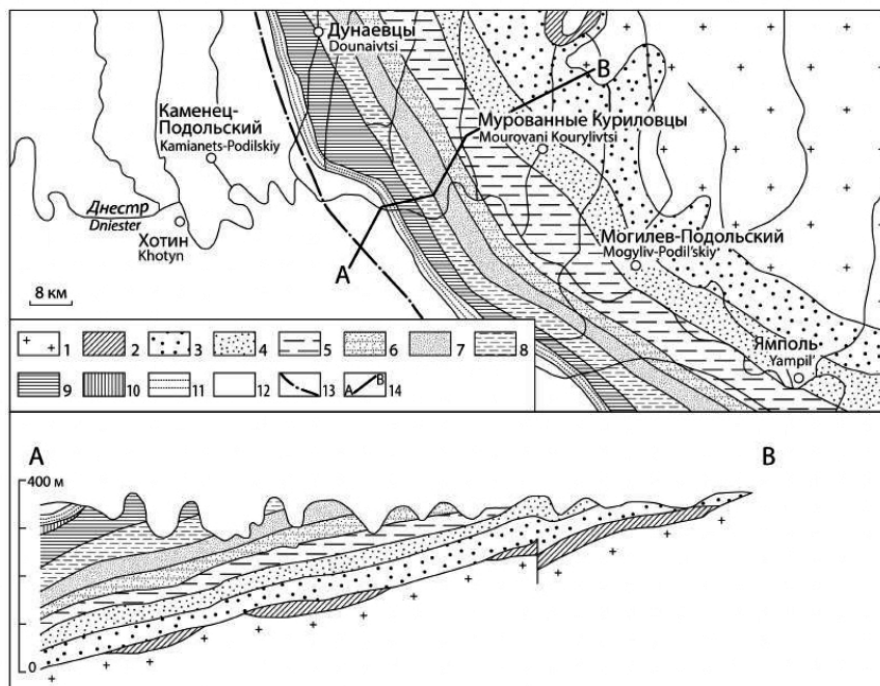 Дунаевцы
Dounaivtsi
B
Каменец-
Подольский
Kamianets-Podilskiy
Мурованные Куриловцы
Mourovani Kourylivtsi
Днестр
Dniester
Хотин
Khotyn
A
Могилев-Подольский
Mogyliv-Podil'skiy
8 км
Ямполь
Yampil'
1 2 3 4 5 6 7 8
9 10 11 12 13 A B 14
A B
400 м
0